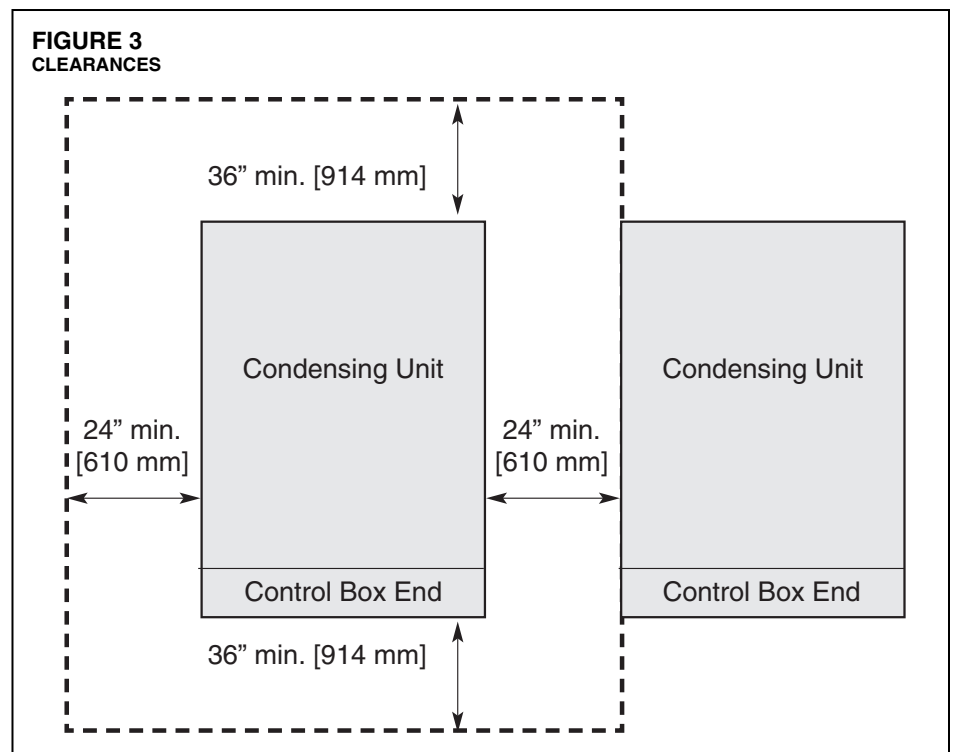 FIGURE 3
CLEARANCES
36” min. [914 mm]
Condensing Unit
Condensing Unit
24” min.
[610 mm]
24” min.
[610 mm]
Control Box End
Control Box End
36” min. [914 mm]